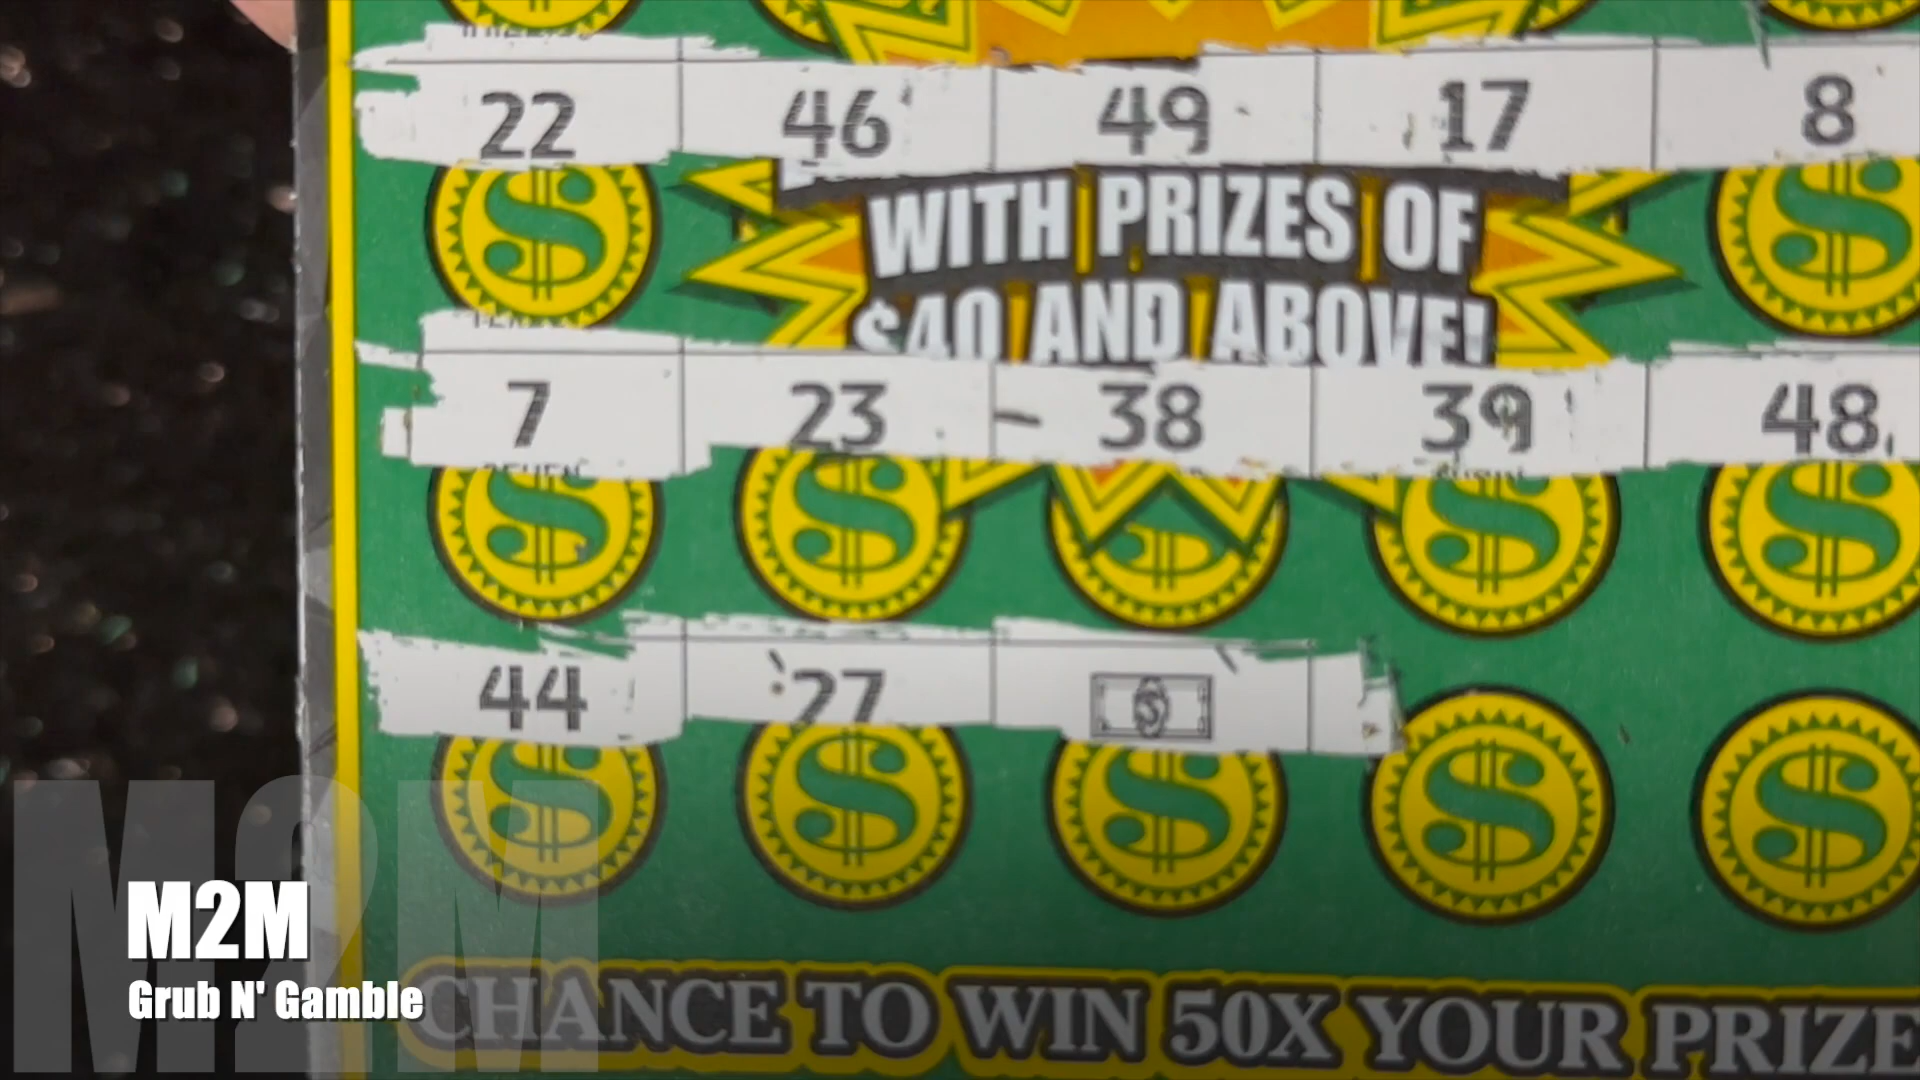 22 46 49 17 8
WITH PRIZES OF
$40 AND ABOVE!
7 23 38 39 48
44 27
M2M
M2M
Grub N' Gamble
CHANCE TO WIN 50X YOUR PRIZE